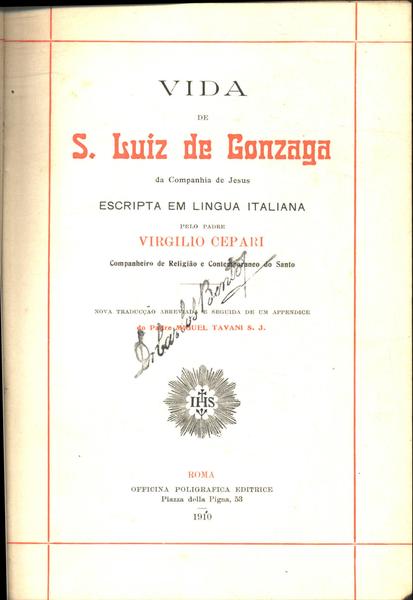 VIDA
DE
S. Luiz de Gonzaga
da Companhia de Jesus
ESCRIPTA EM LINGUA ITALIANA
PELO PADRE
VIRGILIO CEPARI
Companheiro de Religião e Contemporaneo do Santo
NOVA TRADUCÇÃO ABREVIADA E SEGUIDA DE UM APPENDICE
do Padre MIGUEL TAVANI S. J.
IHS
ROMA
OFFICINA POLIGRAFICA EDITRICE
Piazza della Pigna, 53
1910